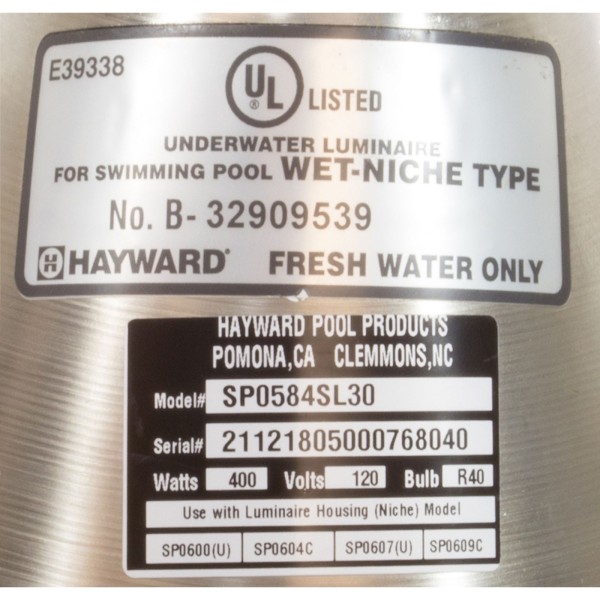 E39338
UL ® LISTED
UNDERWATER LUMINAIRE
FOR SWIMMING POOL WET-NICHE TYPE
No. B- 32909539
H HAYWARD® FRESH WATER ONLY
HAYWARD POOL PRODUCTS
POMONA,CA CLEMMONS,NC
Model# SP0584SL30
Serial# 21121805000768040
Watts 400 Volts 120 Bulb R40
Use with Luminaire Housing (Niche) Model
SP0600(U) SP0604C SP0607(U) SP0609C